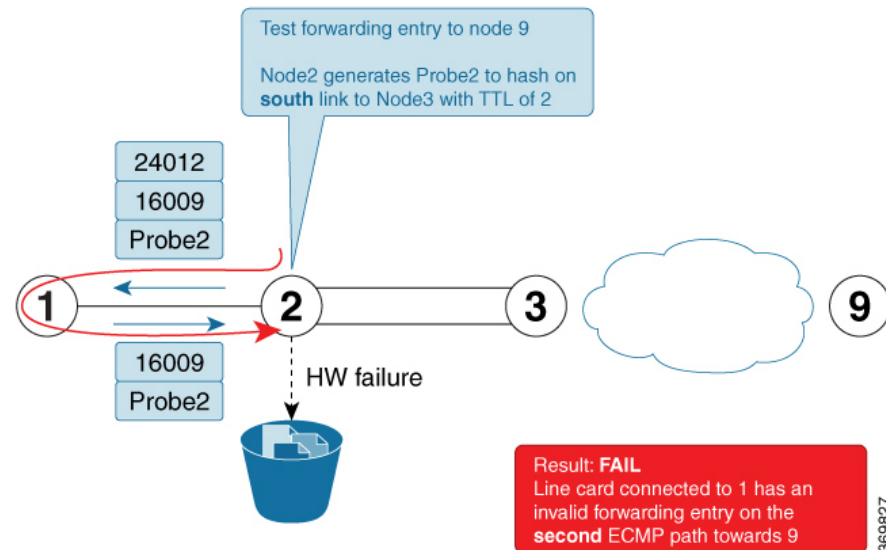 Test forwarding entry to node 9
Node2 generates Probe2 to hash on
south link to Node3 with TTL of 2
24012
16009
Probe2
1
2
3
9
16009
Probe2
HW failure
Result: FAIL
Line card connected to 1 has an
invalid forwarding entry on the
second ECMP path towards 9